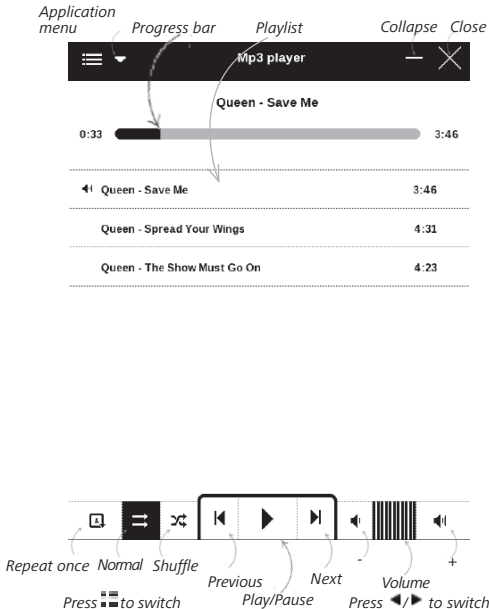 Application
menu
Progress bar
Playlist
Collapse
Close
Mp3 player
Queen - Save Me
0:33
3:46
Queen - Save Me 3:46
Queen - Spread Your Wings 4:31
Queen - The Show Must Go On 4:23
- +
Repeat once
Normal
Shuffle
Previous
Play/Pause
Next
Volume
Press to switch
Press / to switch